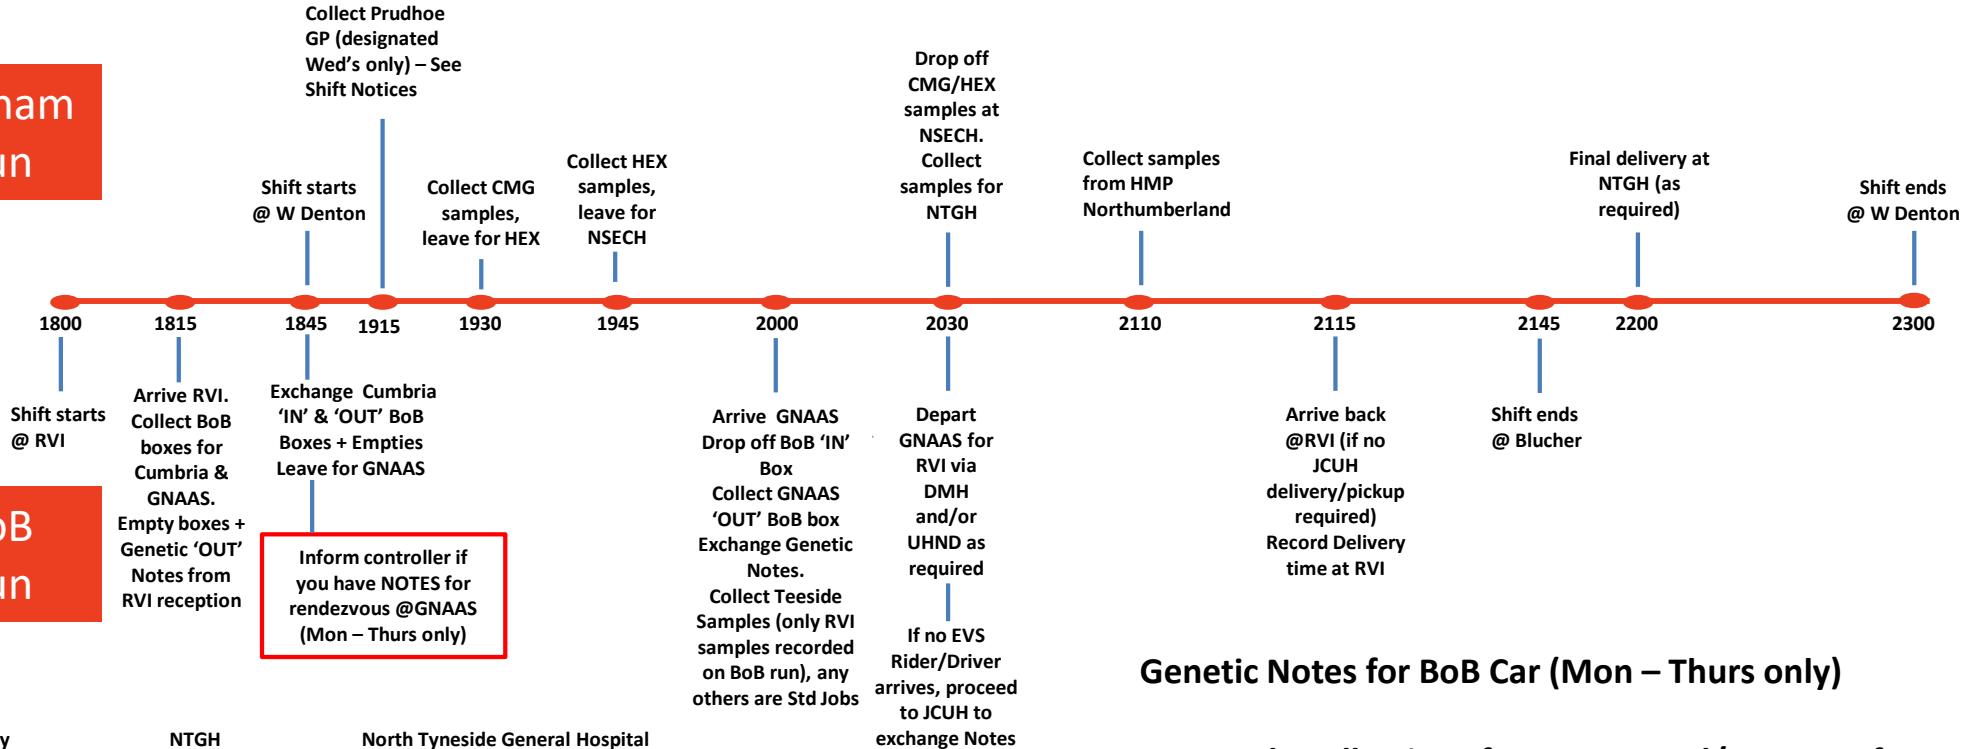 Collect Prudhoe
GP (designated
Wed's only) – See
Shift Notices
Shift starts
@ W Denton
Collect CMG
samples,
leave for HEX
Collect HEX
samples,
leave for
NSECH
Drop off
CMG/HEX
samples at
NSECH.
Collect
samples for
NTGH
Collect samples
from HMP
Northumberland
Final delivery at
NTGH (as
required)
Shift ends
@ W Denton
1800 1815 1845 1915 1930 1945 2000 2030 2110 2115 2145 2200 2300
Shift starts
@ RVI
Arrive RVI.
Collect BoB
boxes for
Cumbria &
GNAAS.
Empty boxes +
Genetic 'OUT'
Notes from
RVI reception
Exchange Cumbria
'IN' & 'OUT' BoB
Boxes + Empties
Leave for GNAAS
Inform controller if
you have NOTES for
rendezvous @GNAAS
(Mon – Thurs only)
Arrive GNAAS
Drop off BoB 'IN'
Box
Collect GNAAS
'OUT' BoB box
Exchange Genetic
Notes.
Collect Teeside
Samples (only RVI
samples recorded
on BoB run), any
others are Std Jobs
Depart
GNAAS for
RVI via
DMH
and/or
UHND as
required
If no EVS
Rider/Driver
arrives, proceed
to JCUH to
exchange Notes
Arrive back
@RVI (if no
JCUH
delivery/pickup
required)
Record Delivery
time at RVI
Shift ends
@ Blucher
Genetic Notes for BoB Car (Mon – Thurs only)
NTGH North Tyneside General Hospital